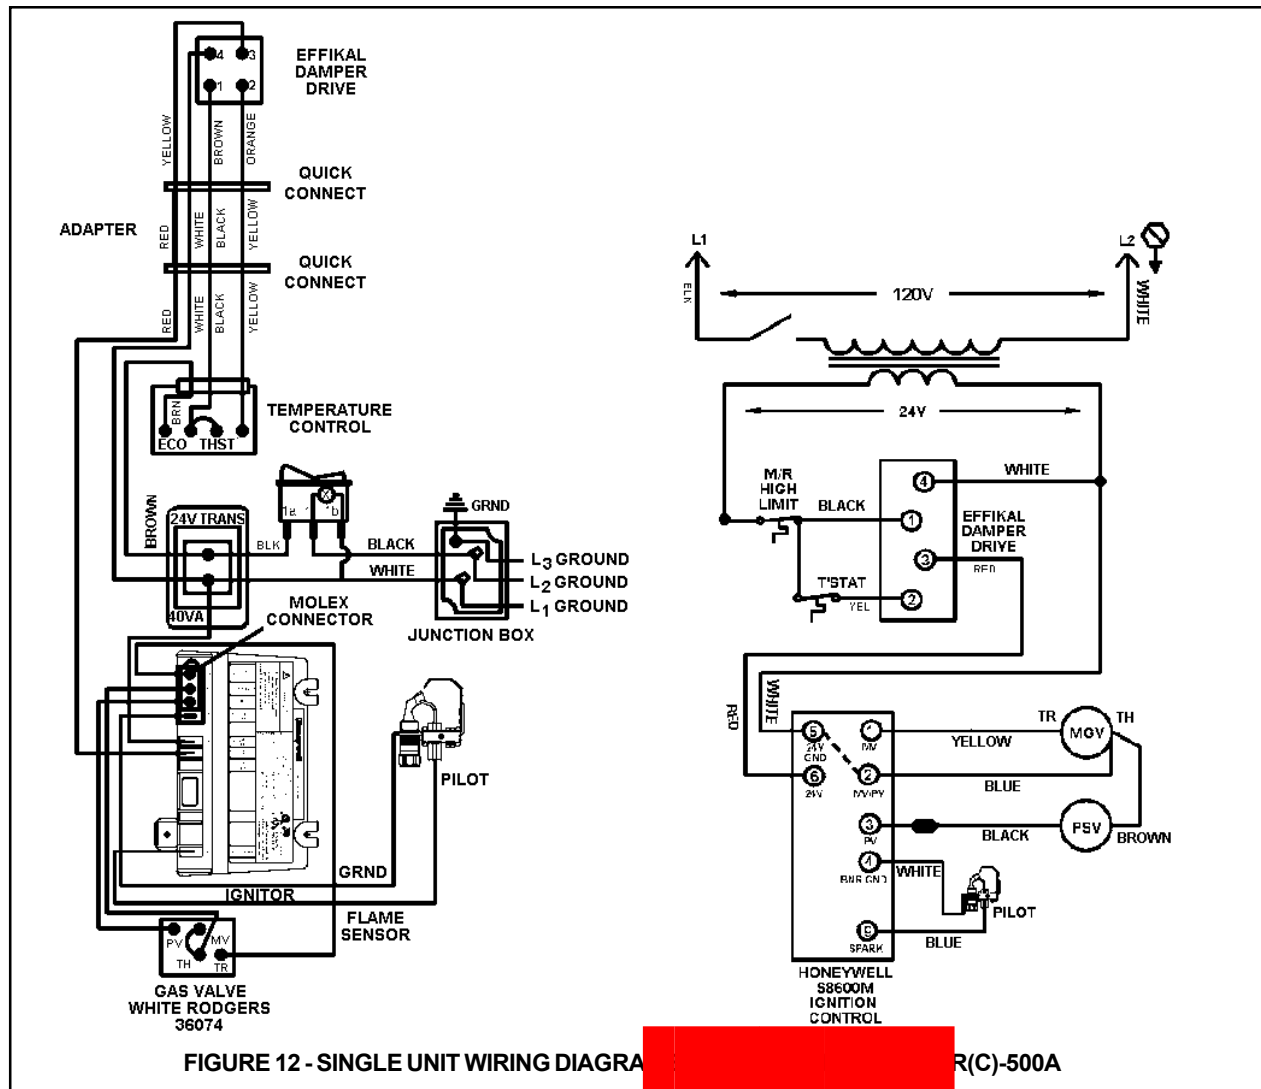 EFFIKAL
DAMPER
DRIVE
4
3
1
2
YELLOW
BROWN
ORANGE
QUICK
CONNECT
ADAPTER
RED
WHITE
BLACK
YELLOW
QUICK
CONNECT
RED
WHITE
BLACK
YELLOW
BRN
ECO THST
TEMPERATURE
CONTROL
BROWN
24V TRANS
40VA
1a
1b
BLK
BLACK
WHITE
GRND
L3 GROUND
L2 GROUND
L1 GROUND
JUNCTION BOX
MOLEX
CONNECTOR
Honeywell
PILOT
GRND
IGNITOR
FLAME
SENSOR
PV
MV
TH
TR
GAS VALVE
WHITE RODGERS
36074
L1
L2
BLK
120V
WHITE
24V
M/R
HIGH
LIMIT
BLACK
WHITE
4
1
3
2
EFFIKAL
DAMPER
DRIVE
RED
T'STAT
YEL
RED
WHITE
5
24V
GND
6
24V
1
MV
2
MV/PV
3
PV
4
BNR GND
9
SPARK
YELLOW
BLUE
BLACK
BROWN
TR
TH
MGV
PSV
WHITE
BLUE
PILOT
HONEYWELL
S8600M
IGNITION
CONTROL
FIGURE 12 - SINGLE UNIT WIRING DIAGRA
R(C)-500A